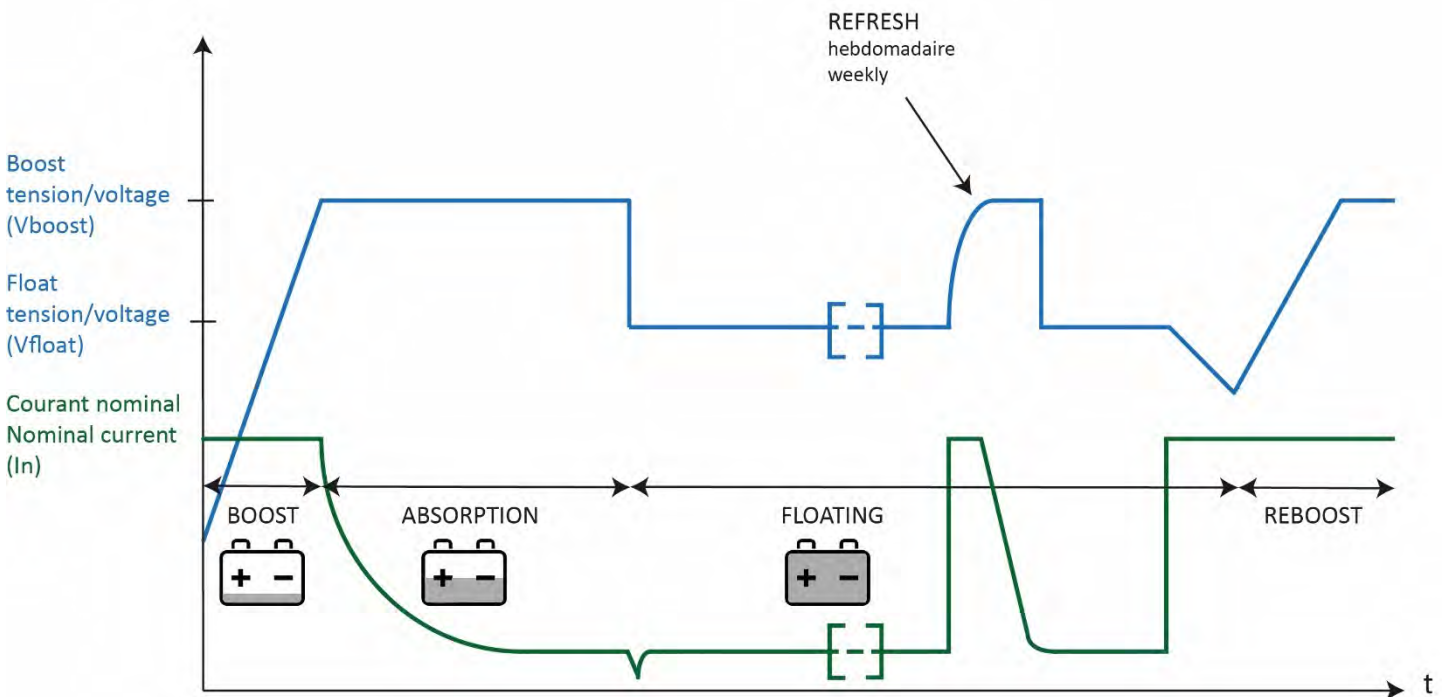 REFRESH
hebdomadaire
weekly
Boost
tension/voltage
(Vboost)
Float
tension/voltage
(Vfloat)
Courant nominal
Nominal current
(In)
BOOST
ABSORPTION
FLOATING
REBOOST
+ −
+ −
+ −
t